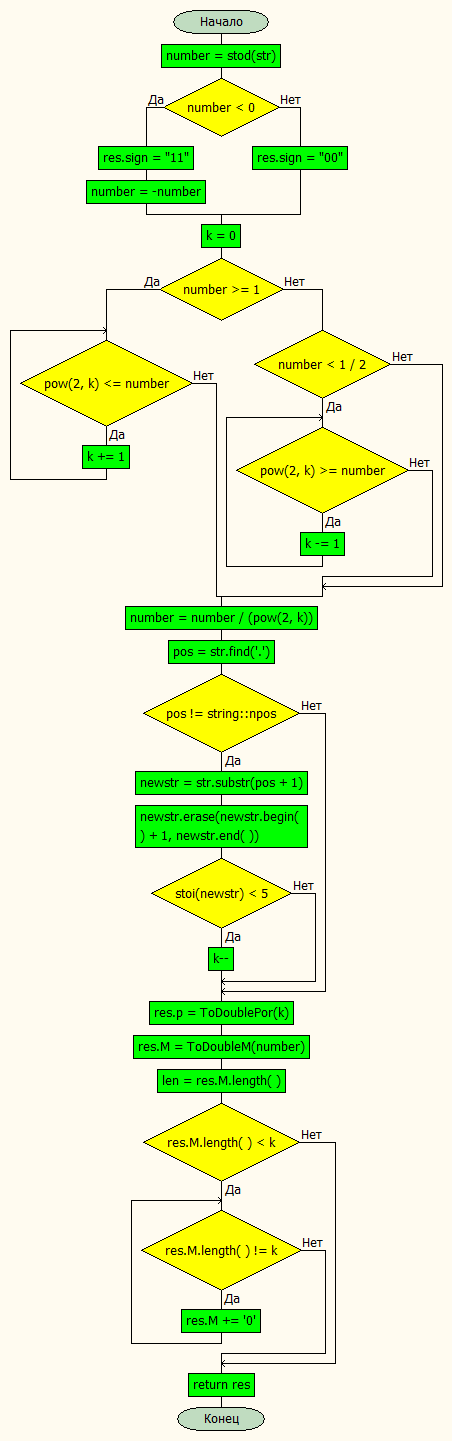 Начало
number = stod(str)
number < 0
Да
Нет
res.sign = "11"
res.sign = "00"
number = -number
k = 0
number >= 1
Да
Нет
number < 1 / 2
Нет
pow(2, k) <= number
Нет
Да
Да
k += 1
pow(2, k) >= number
Нет
Да
k -= 1
number = number / (pow(2, k))
pos = str.find('.')
pos != string::npos
Нет
Да
newstr = str.substr(pos + 1)
newstr.erase(newstr.begin(
) + 1, newstr.end( ))
stoi(newstr) < 5
Нет
Да
k--
res.p = ToDoublePor(k)
res.M = ToDoubleM(number)
len = res.M.length( )
res.M.length( ) < k
Нет
Да
res.M.length( ) != k
Нет
Да
res.M += '0'
return res
Конец